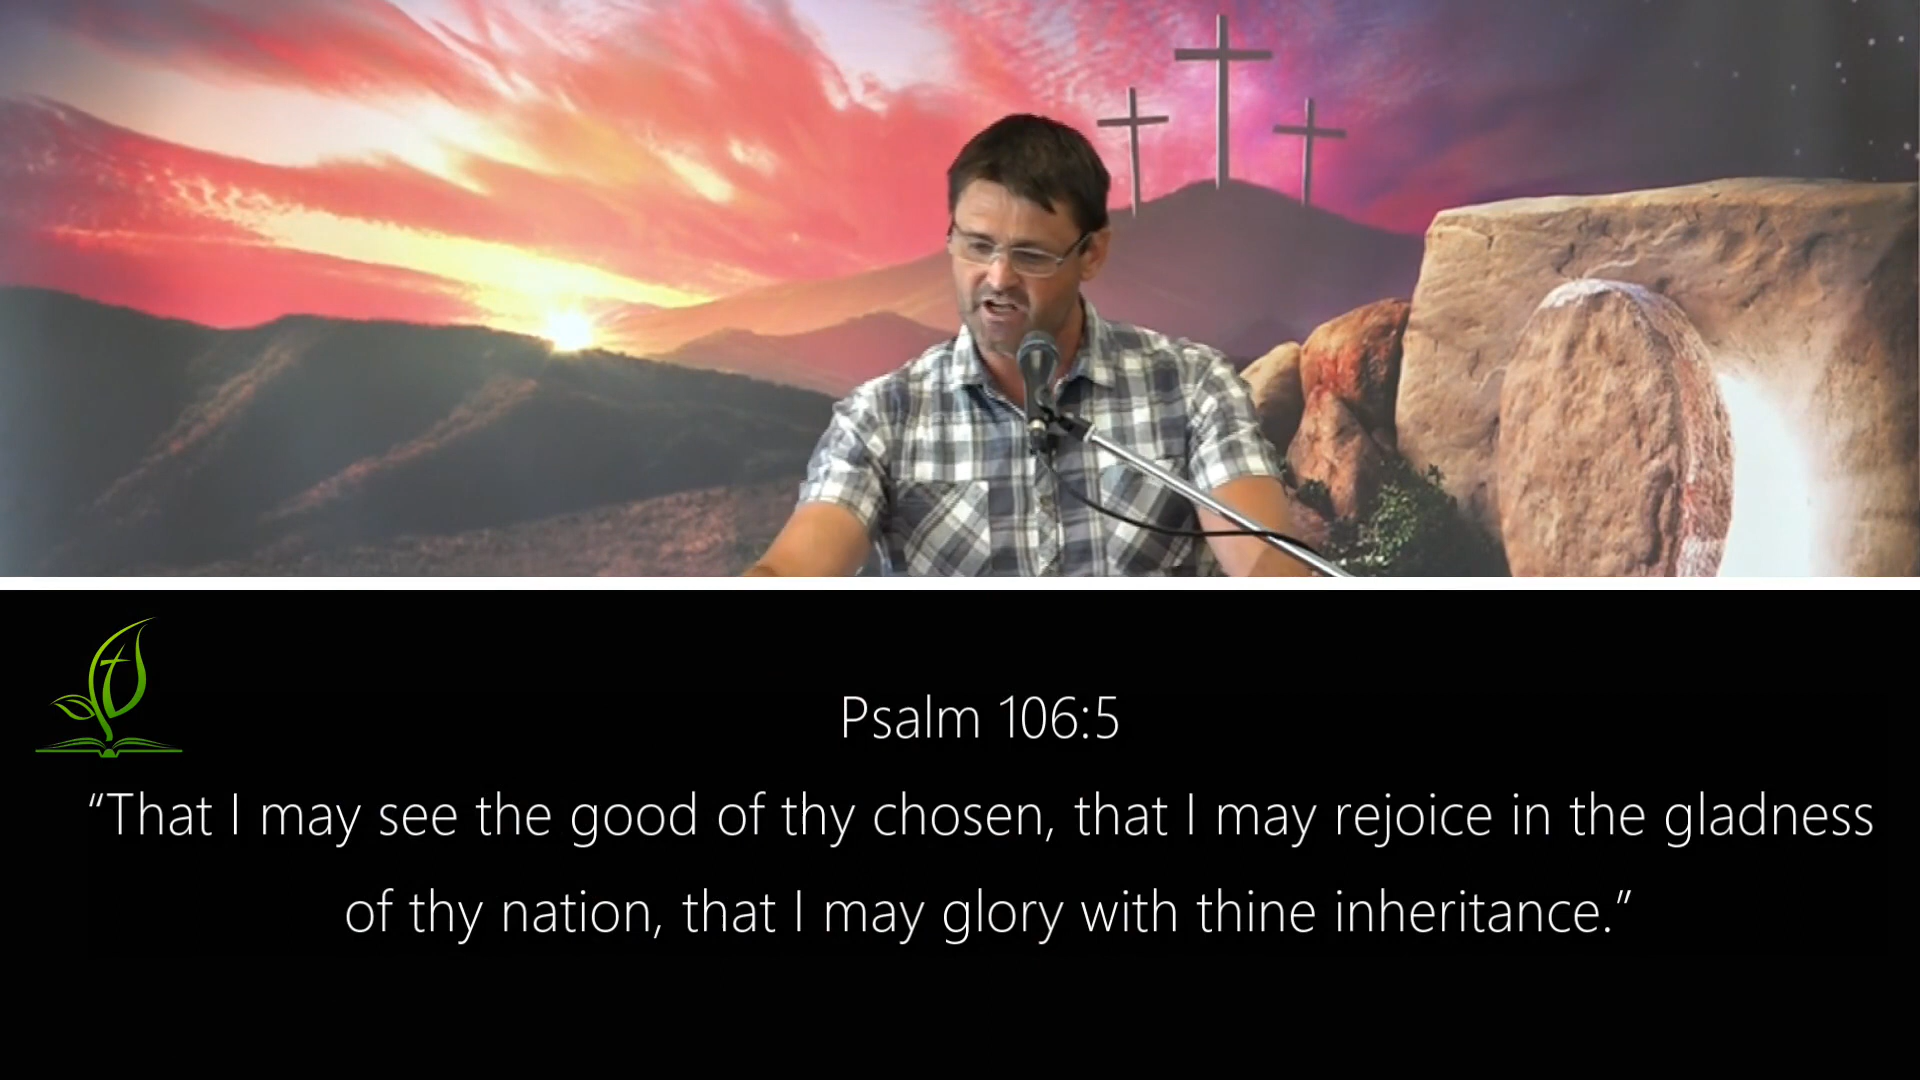 Psalm 106:5
“That I may see the good of thy chosen, that I may rejoice in the gladness
of thy nation, that I may glory with thine inheritance.”